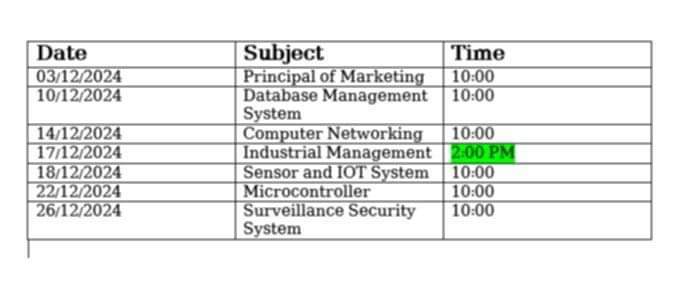 Date Subject Time
03/12/2024 Principal of Marketing 10:00
10/12/2024 Database Management 10:00
System
14/12/2024 Computer Networking 10:00
17/12/2024 Industrial Management 2:00 PM
18/12/2024 Sensor and IOT System 10:00
22/12/2024 Microcontroller 10:00
26/12/2024 Surveillance Security 10:00
System